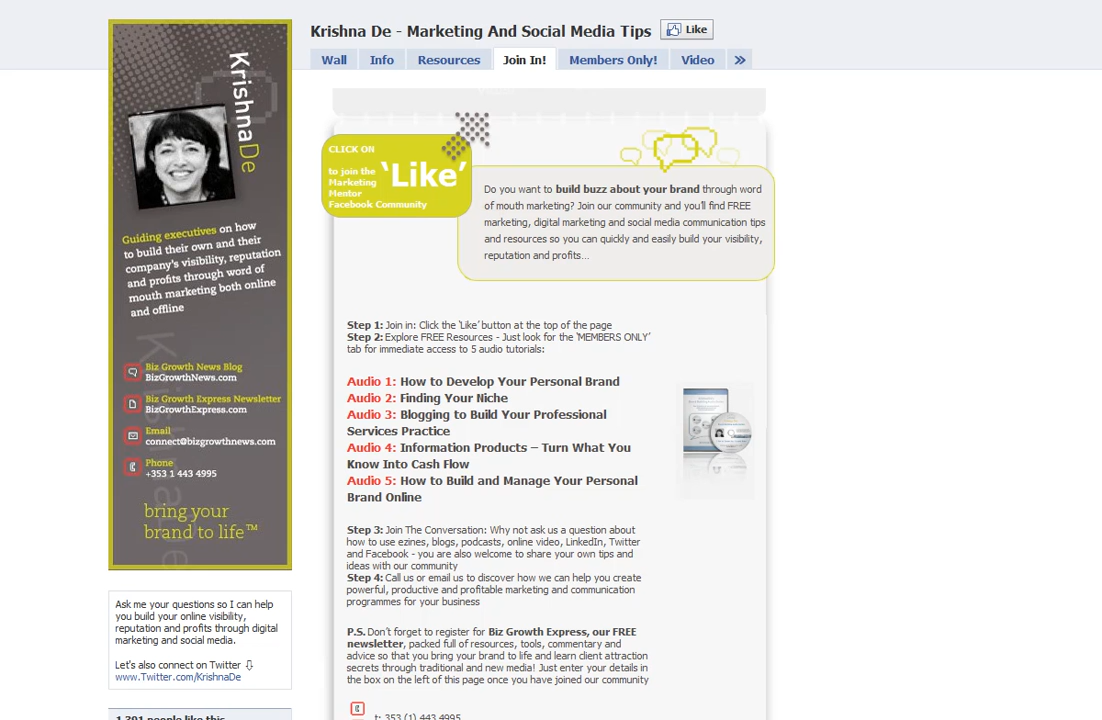 Krishna De - Marketing And Social Media Tips
Like
Wall
Info
Resources
Join In!
Members Only!
Video
»
KrishnaDe
Guiding executives on how
to build their own and their
company's visibility, reputation
and profits through word of
mouth marketing both online
and offline
Biz Growth News Blog
BizGrowthNews.com
Biz Growth Express Newsletter
BizGrowthExpress.com
Email
connect@bizgrowthnews.com
Phone
+353 1 443 4995
bring your
brand to life™
KrishnaDe
Ask me your questions so I can help
you build your online visibility,
reputation and profits through digital
marketing and social media.
Let's also connect on Twitter ⇩
www.Twitter.com/KrishnaDe
1,391 people like this
CLICK ON
to join the
'Like'
Marketing
Mentor
Facebook Community
Do you want to build buzz about your brand through word
of mouth marketing? Join our community and you'll find FREE
marketing, digital marketing and social media communication tips
and resources so you can quickly and easily build your visibility,
reputation and profits...
Step 1: Join in: Click the 'Like' button at the top of the page
Step 2: Explore FREE Resources - Just look for the 'MEMBERS ONLY'
tab for immediate access to 5 audio tutorials:
Audio 1: How to Develop Your Personal Brand
Audio 2: Finding Your Niche
Audio 3: Blogging to Build Your Professional
Services Practice
Audio 4: Information Products – Turn What You
Know Into Cash Flow
Audio 5: How to Build and Manage Your Personal
Brand Online
Step 3: Join The Conversation: Why not ask us a question about
how to use ezines, blogs, podcasts, online video, LinkedIn, Twitter
and Facebook - you are also welcome to share your own tips and
ideas with our community
Step 4: Call us or email us to discover how we can help you create
powerful, productive and profitable marketing and communication
programmes for your business
P.S. Don't forget to register for Biz Growth Express, our FREE
newsletter, packed full of resources, tools, commentary and
advice so that you bring your brand to life and learn client attraction
secrets through traditional and new media! Just enter your details in
the box on the left of this page once you have joined our community
t: 353 (1) 443 4995